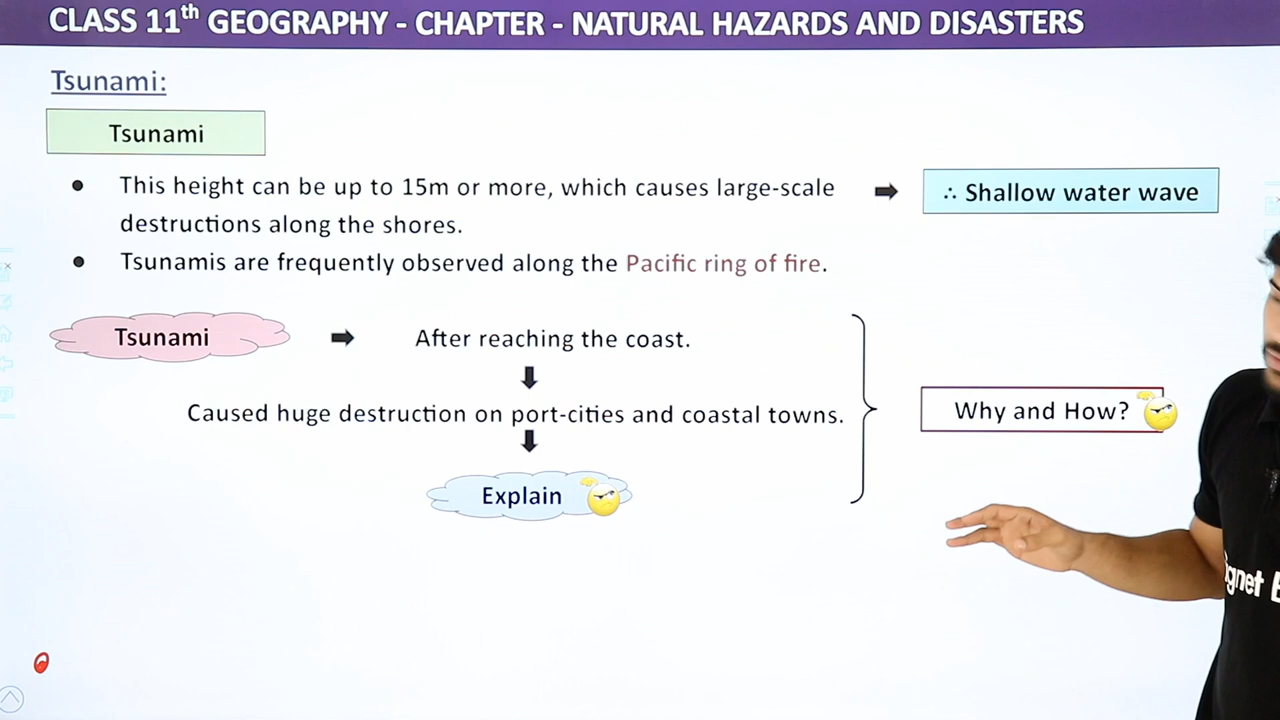 CLASS 11th GEOGRAPHY - CHAPTER - NATURAL HAZARDS AND DISASTERS
Tsunami:
Tsunami
• This height can be up to 15m or more, which causes large-scale
destructions along the shores.
∴ Shallow water wave
• Tsunamis are frequently observed along the Pacific ring of fire.
Tsunami
After reaching the coast.
Caused huge destruction on port-cities and coastal towns.
Why and How?
Explain